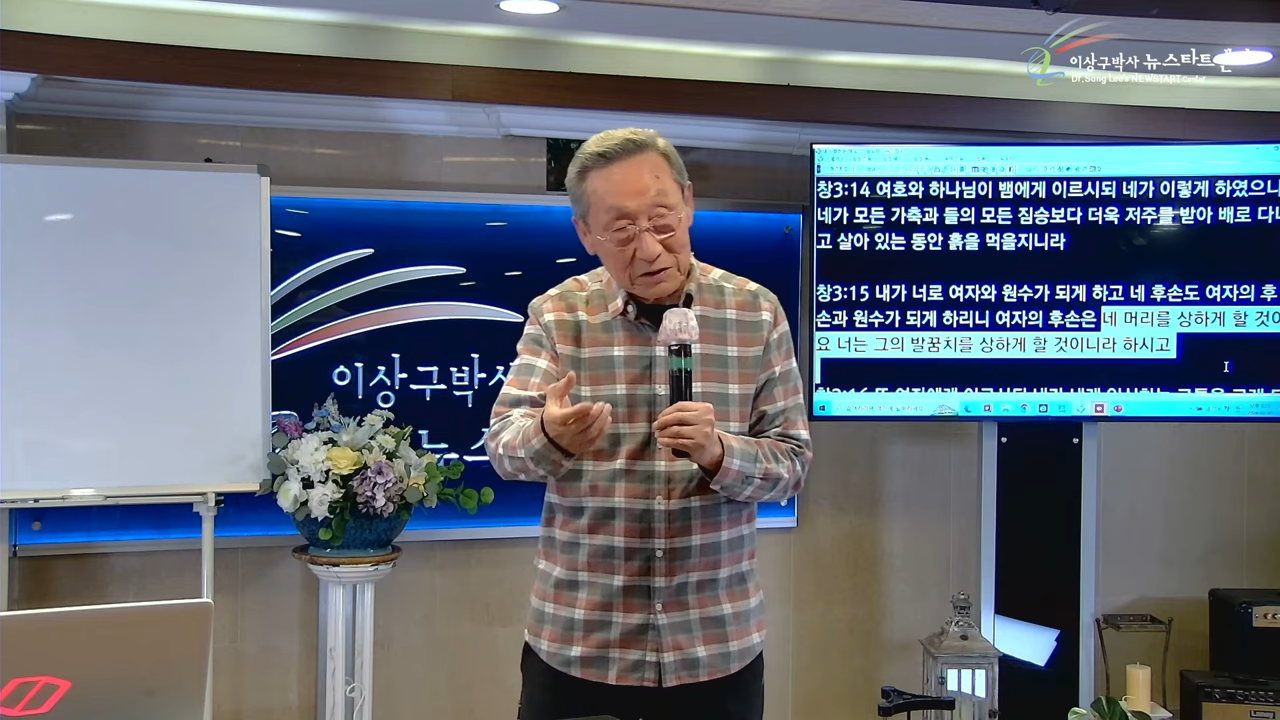 이상구박사 뉴스타트센터
Dr. Sang Lee's NEWSTART Center
창3:14 여호와 하나님이 뱀에게 이르시되 네가 이렇게 하였으니
네가 모든 가축과 들의 모든 짐승보다 더욱 저주를 받아 배로 다니
고 살아 있는 동안 흙을 먹을지니라
창3:15 내가 너로 여자와 원수가 되게 하고 네 후손도 여자의 후
손과 원수가 되게 하리니 여자의 후손은 네 머리를 상하게 할 것이
요 너는 그의 발꿈치를 상하게 할 것이니라 하시고
이상구박사
뉴스